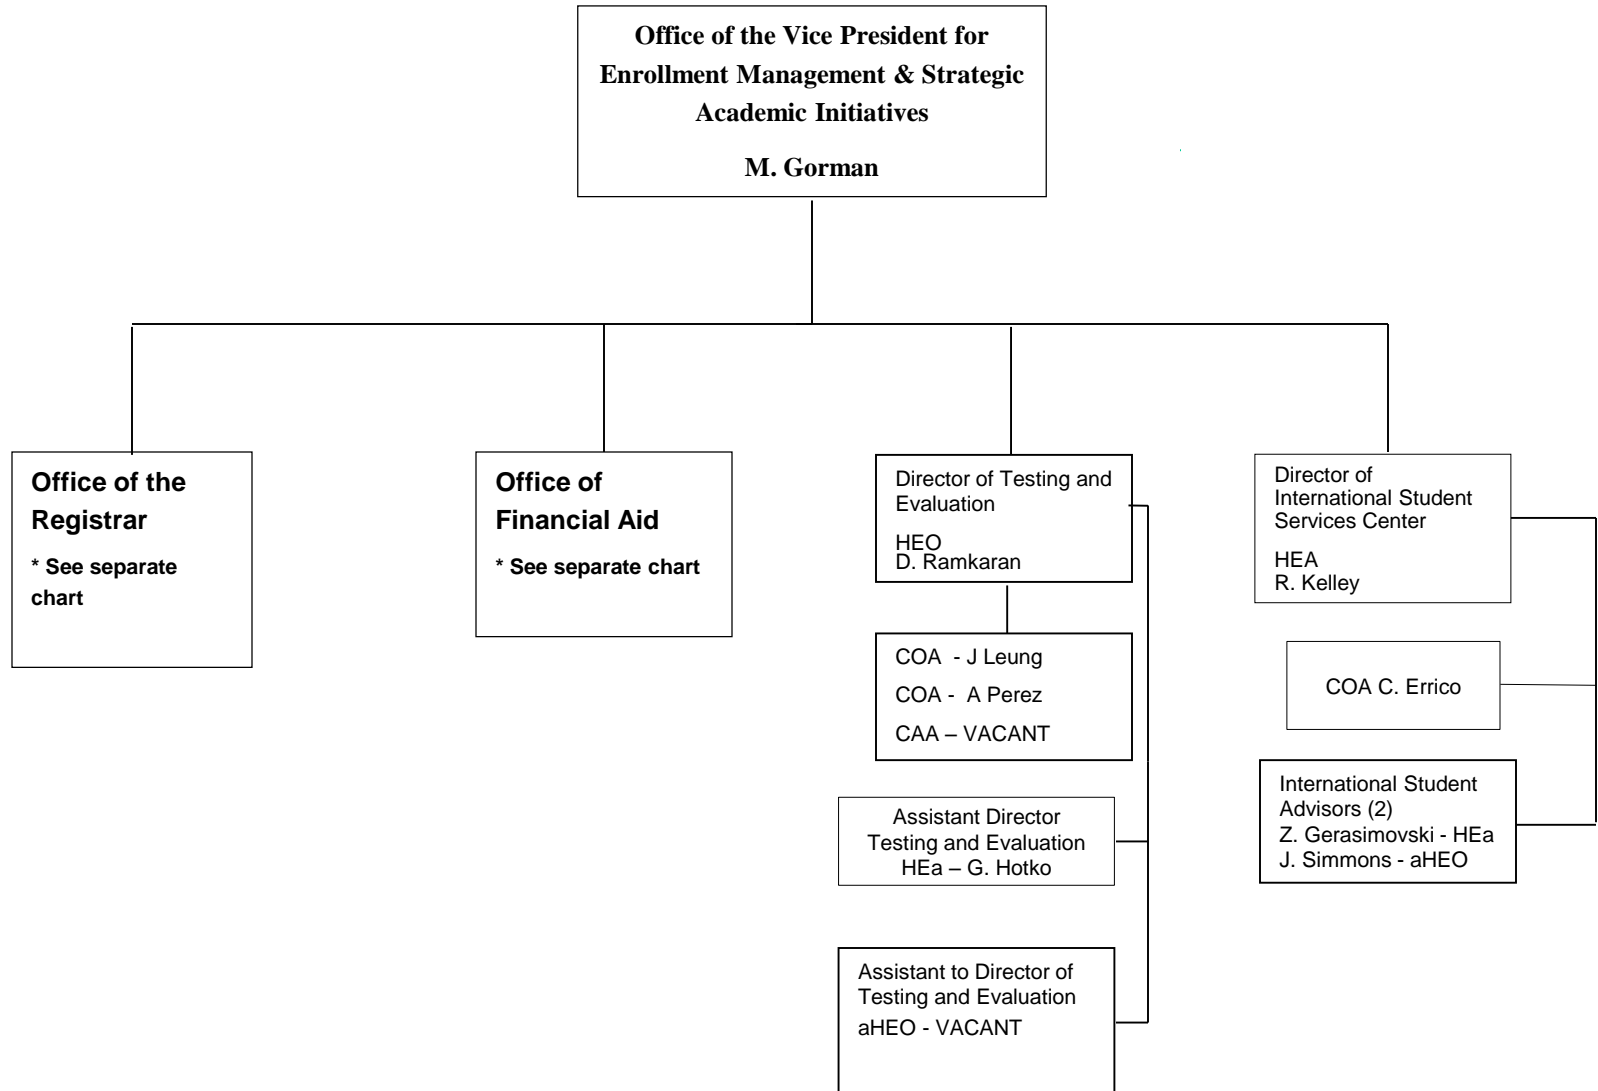 Office of the Vice President for
Enrollment Management & Strategic
Academic Initiatives
M. Gorman
Office of the
Registrar
* See separate
chart
Office of
Financial Aid
* See separate chart
Director of Testing and
Evaluation
HEO
D. Ramkaran
COA - J Leung
COA - A Perez
CAA – VACANT
Assistant Director
Testing and Evaluation
HEa – G. Hotko
Assistant to Director of
Testing and Evaluation
aHEO - VACANT
Director of
International Student
Services Center
HEA
R. Kelley
COA C. Errico
International Student
Advisors (2)
Z. Gerasimovski - HEa
J. Simmons - aHEO